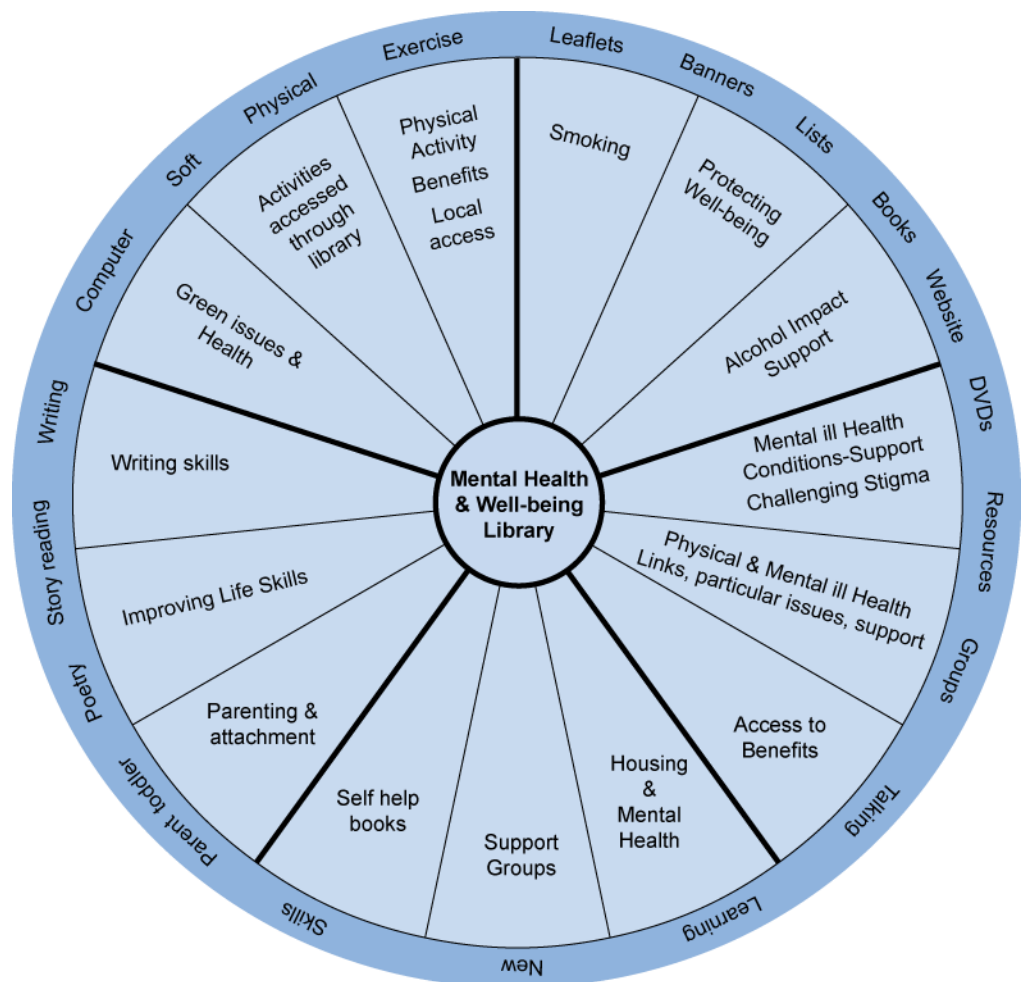 Leaflets
Banners
Lists
Books
Website
DVDs
Resources
Groups
Talking
Learning
New
Skills
Parent toddler
Poetry
Story reading
Writing
Computer
Soft
Physical
Exercise
Smoking
Protecting
Well-being
Alcohol Impact
Support
Mental ill Health
Conditions-Support
Challenging Stigma
Physical & Mental ill Health
Links, particular issues, support
Access to
Benefits
Housing
&
Mental
Health
Support
Groups
Self help
books
Parenting &
attachment
Improving Life Skills
Writing skills
Green issues &
Health
Activities
accessed
through
library
Physical
Activity
Benefits
Local
access
Mental Health
& Well-being
Library